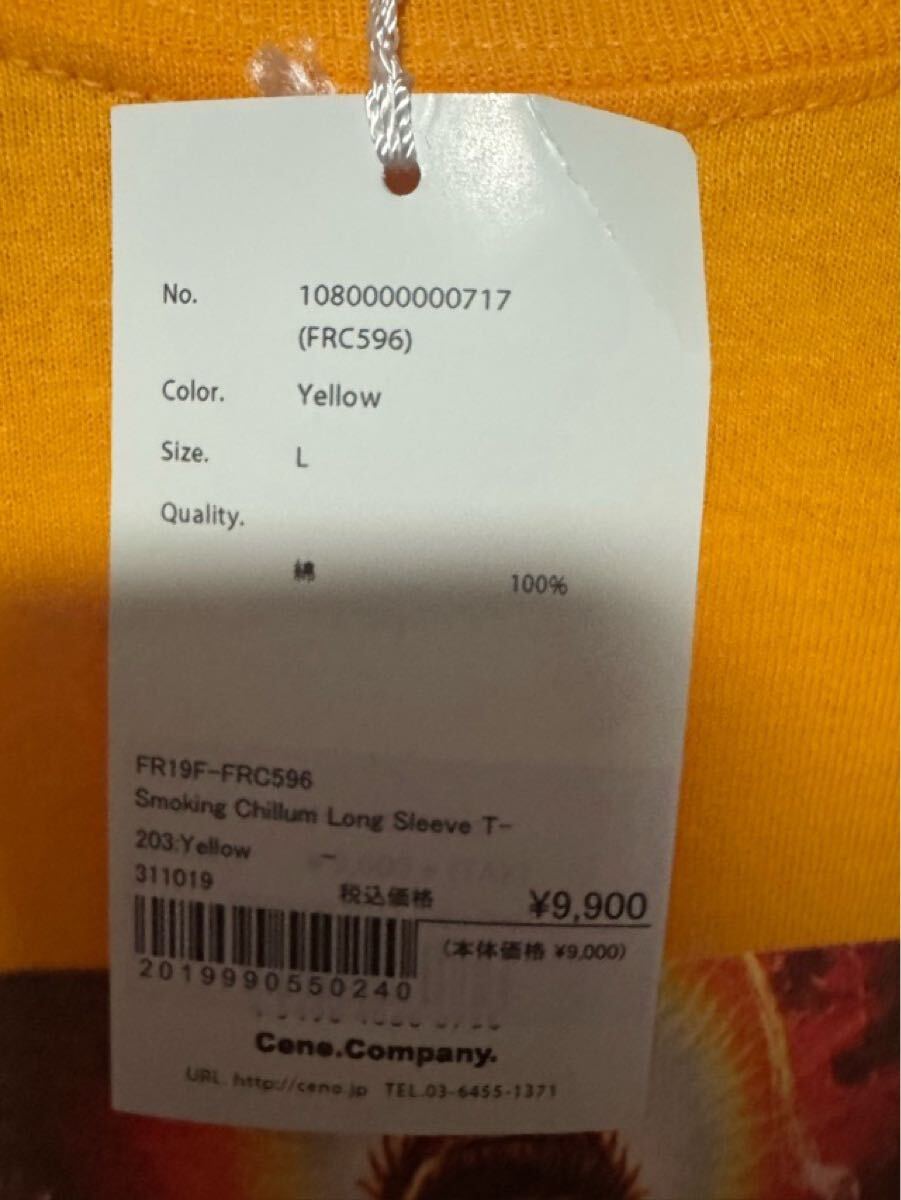 No. 1080000000717
(FRC596)
Color. Yellow
Size. L
Quality.
綿 100%
FR19F-FRC596
Smoking Chillum Long Sleeve T-
203:Yellow
311019
税込価格 ¥9,900
(本体価格 ¥9,000)
2019990550240
Cene.Company.
URL. http://cene.jp TEL.03-6455-1371